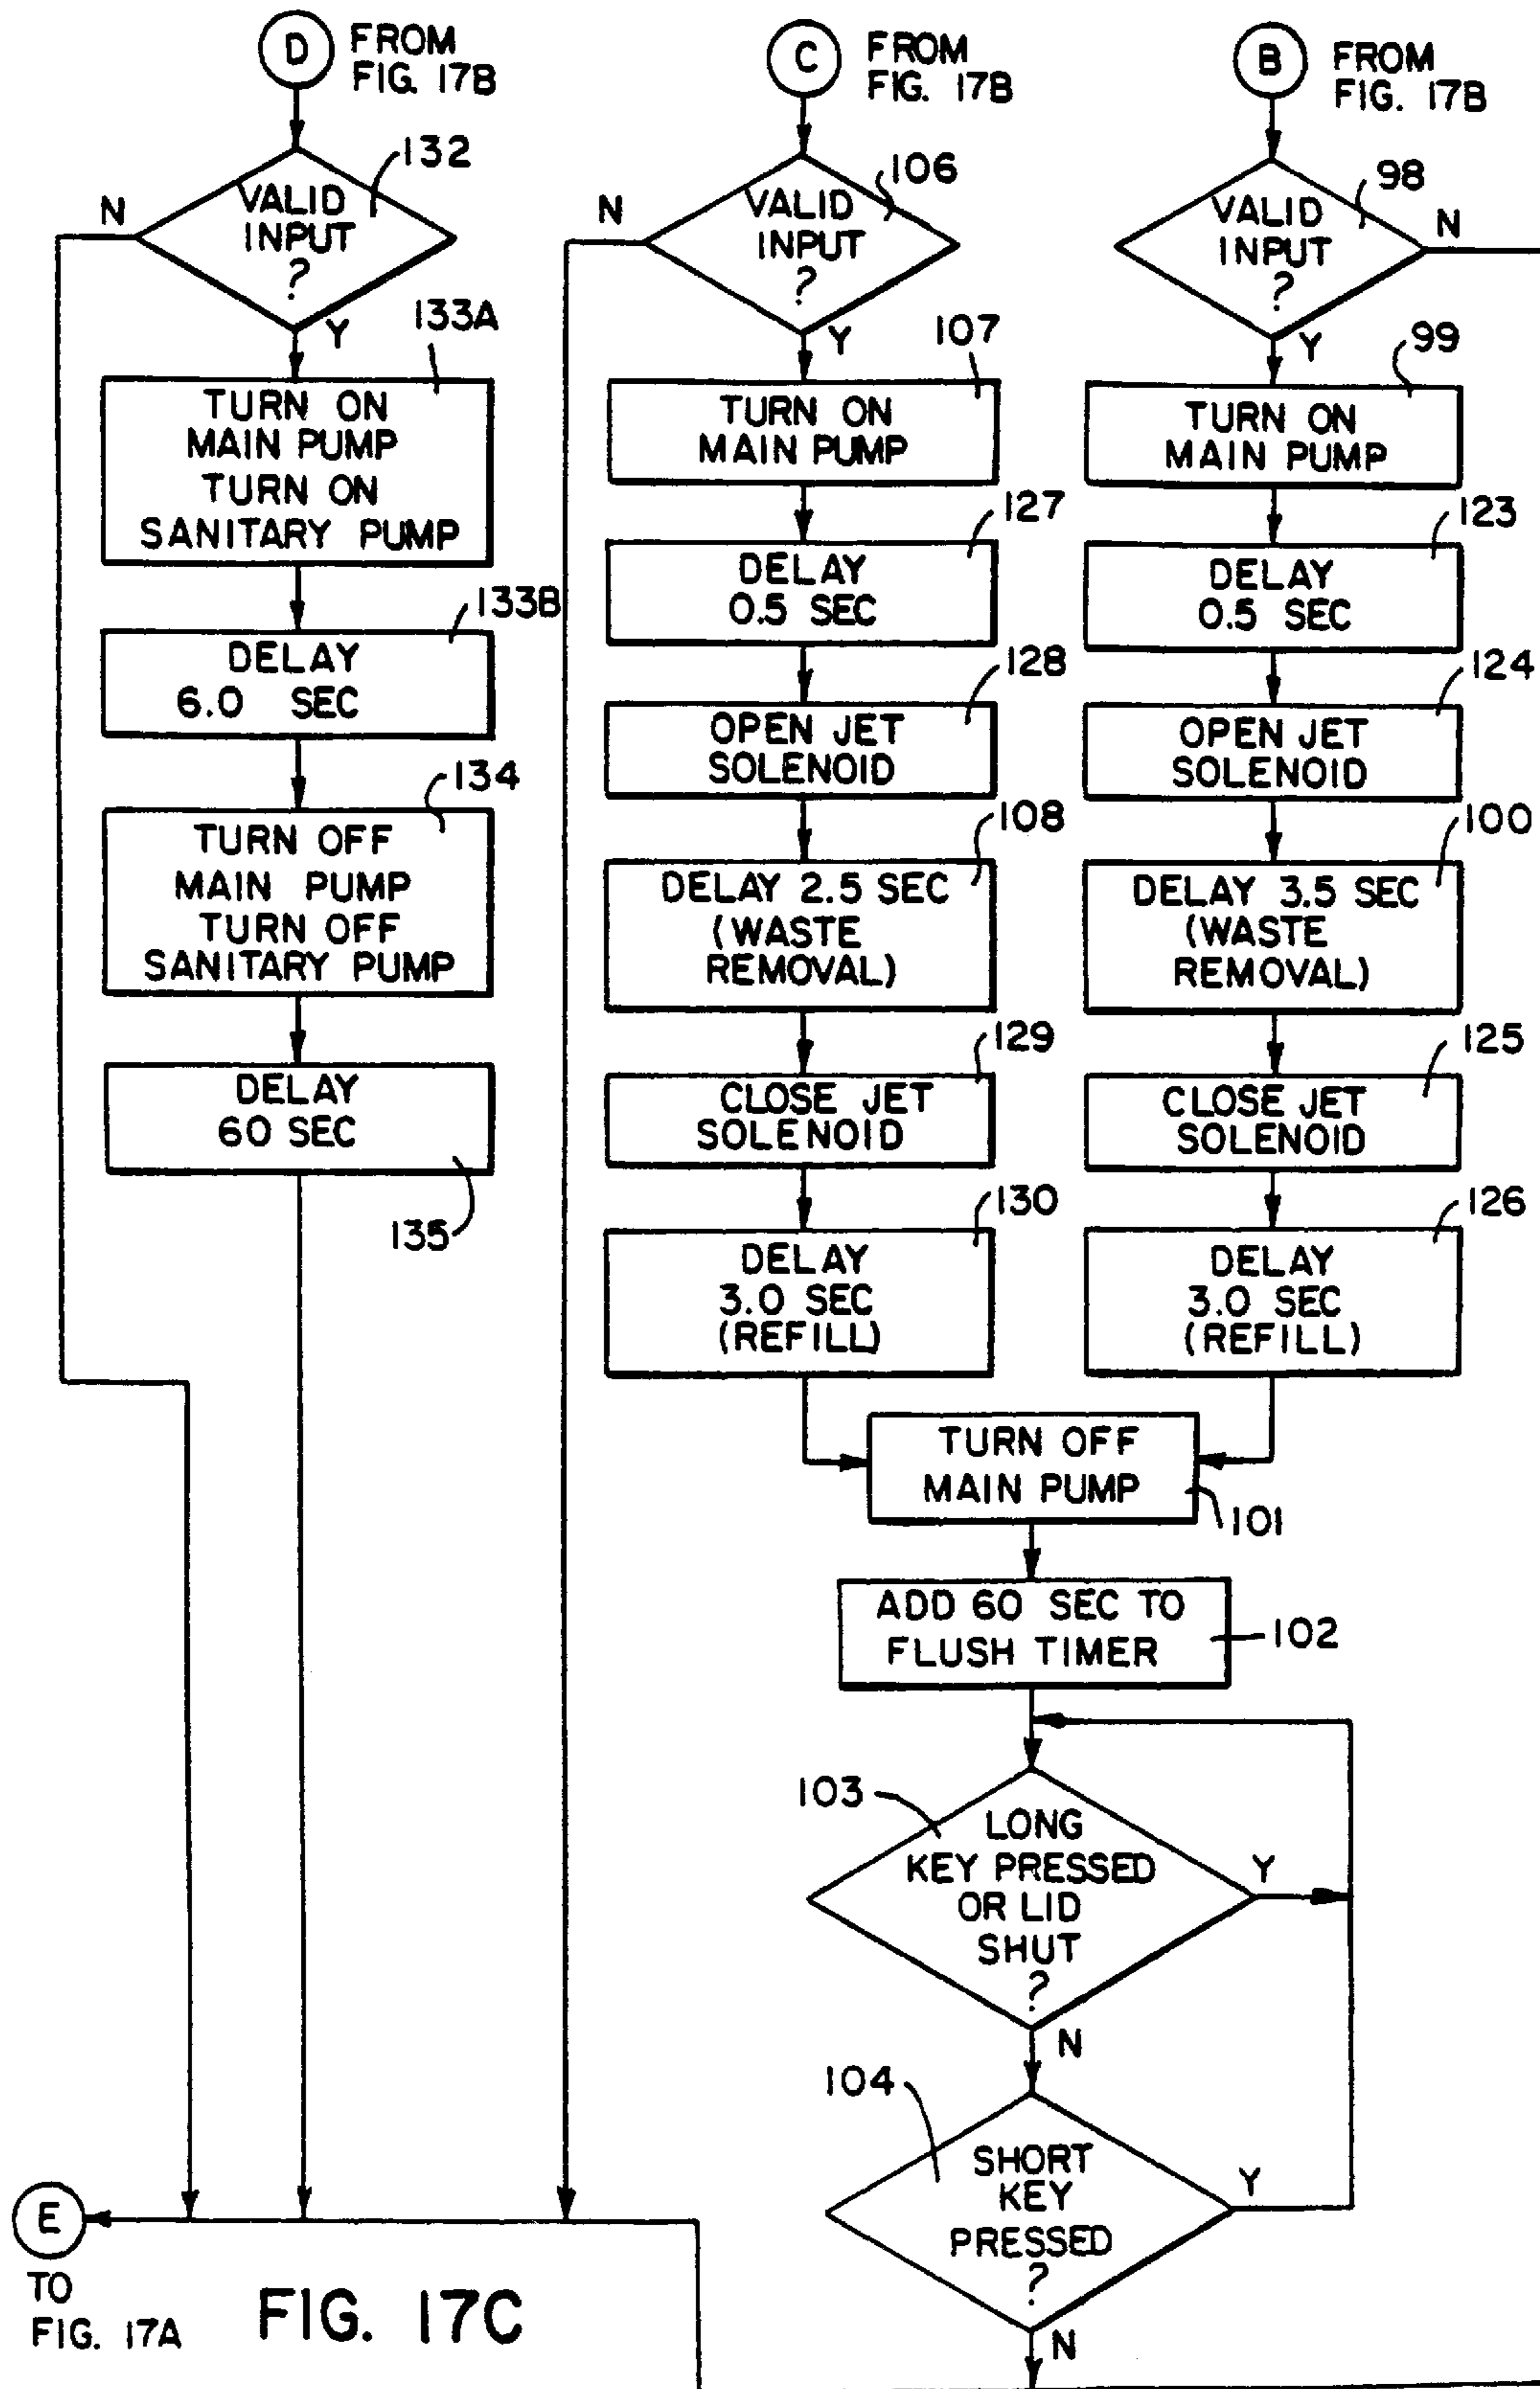 D FROM
FIG. 17B
132
N
VALID
INPUT
?
Y
133A
TURN ON
MAIN PUMP
TURN ON
SANITARY PUMP
133B
DELAY
6.0 SEC
134
TURN OFF
MAIN PUMP
TURN OFF
SANITARY PUMP
DELAY
60 SEC
135
C FROM
FIG. 17B
106
N
VALID
INPUT
?
Y
107
TURN ON
MAIN PUMP
127
DELAY
0.5 SEC
128
OPEN JET
SOLENOID
108
DELAY 2.5 SEC
(WASTE
REMOVAL)
129
CLOSE JET
SOLENOID
130
DELAY
3.0 SEC
(REFILL)
B FROM
FIG. 17B
98
N
VALID
INPUT
?
Y
99
TURN ON
MAIN PUMP
123
DELAY
0.5 SEC
124
OPEN JET
SOLENOID
100
DELAY 3.5 SEC
(WASTE
REMOVAL)
125
CLOSE JET
SOLENOID
126
DELAY
3.0 SEC
(REFILL)
TURN OFF
MAIN PUMP
101
ADD 60 SEC TO
FLUSH TIMER
102
103
LONG
KEY PRESSED
OR LID
SHUT
?
Y
N
104
SHORT
KEY
PRESSED
?
Y
N
E
TO
FIG. 17A
FIG. 17C